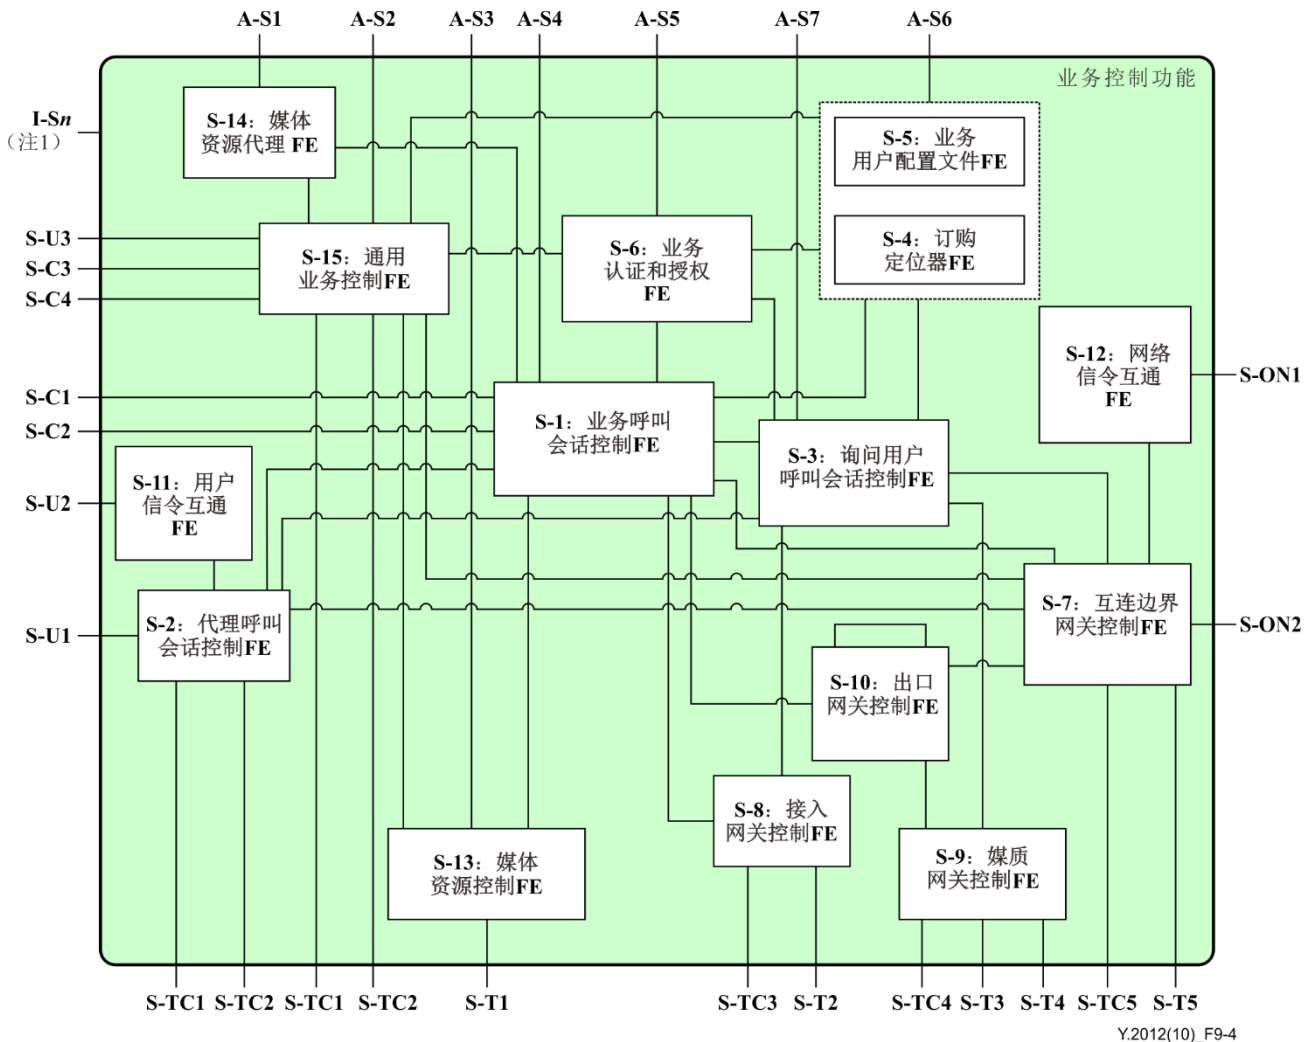 A-S1 A-S2 A-S3 A-S4 A-S5 A-S7 A-S6
业务控制功能
I-Sn
（注1）
S-14：媒体
资源代理 FE
S-5：业务
用户配置文件FE
S-U3
S-C3
S-C4
S-15：通用
业务控制FE
S-6：业务
认证和授权
FE
S-4：订购
定位器FE
S-12：网络
信令互通
FE
S-ON1
S-C1
S-C2
S-1：业务呼叫
会话控制FE
S-3：询问用户
呼叫会话控制FE
S-11：用户
信令互通
FE
S-U2
S-2：代理呼叫
会话控制FE
S-U1
S-7：互连边界
网关控制FE
S-ON2
S-10：出口
网关控制FE
S-8：接入
网关控制FE
S-13：媒体
资源控制FE
S-9：媒质
网关控制FE
S-TC1 S-TC2 S-TC1 S-TC2 S-T1 S-TC3 S-T2 S-TC4 S-T3 S-T4 S-TC5 S-T5
Y.2012(10)_F9-4